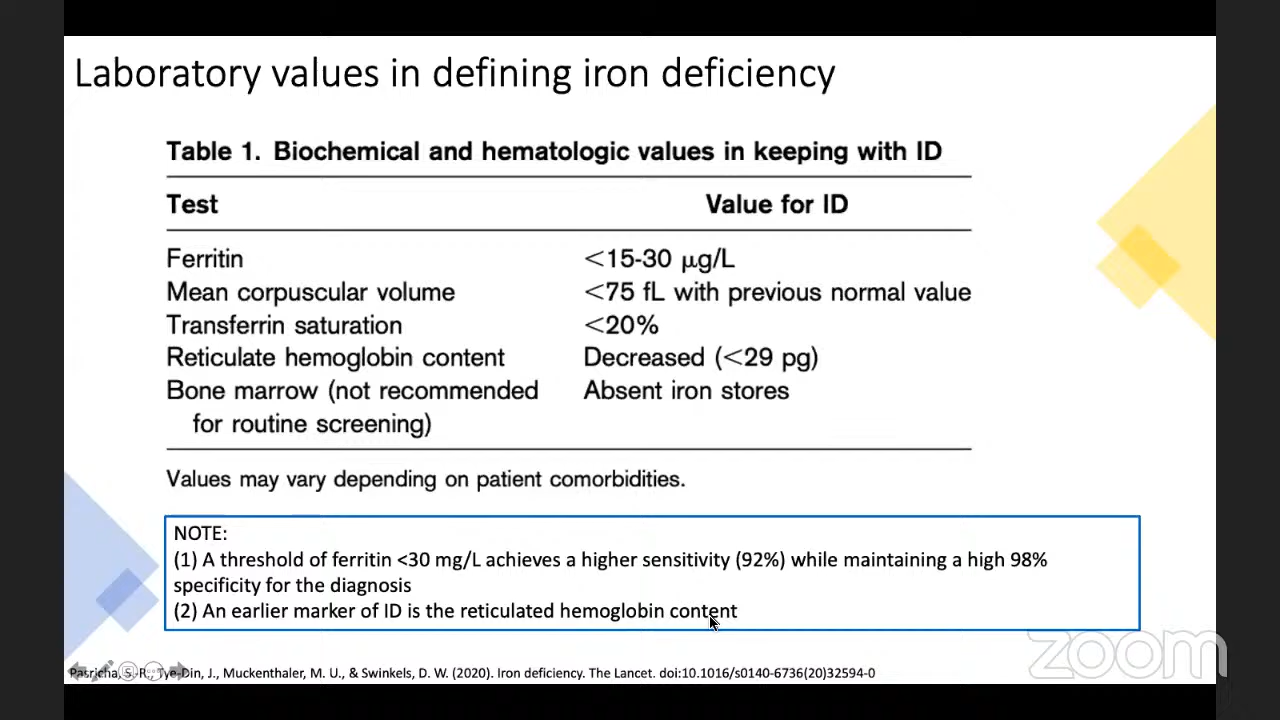 Laboratory values in defining iron deficiency
Table 1. Biochemical and hematologic values in keeping with ID
Test Value for ID
Ferritin <15-30 μg/L
Mean corpuscular volume <75 fL with previous normal value
Transferrin saturation <20%
Reticulate hemoglobin content Decreased (<29 pg)
Bone marrow (not recommended Absent iron stores
for routine screening)
Values may vary depending on patient comorbidities.
NOTE:
(1) A threshold of ferritin <30 mg/L achieves a higher sensitivity (92%) while maintaining a high 98%
specificity for the diagnosis
(2) An earlier marker of ID is the reticulated hemoglobin content
zoom
Pasricha, S.-R., Tye-Din, J., Muckenthaler, M. U., & Swinkels, D. W. (2020). Iron deficiency. The Lancet. doi:10.1016/s0140-6736(20)32594-0